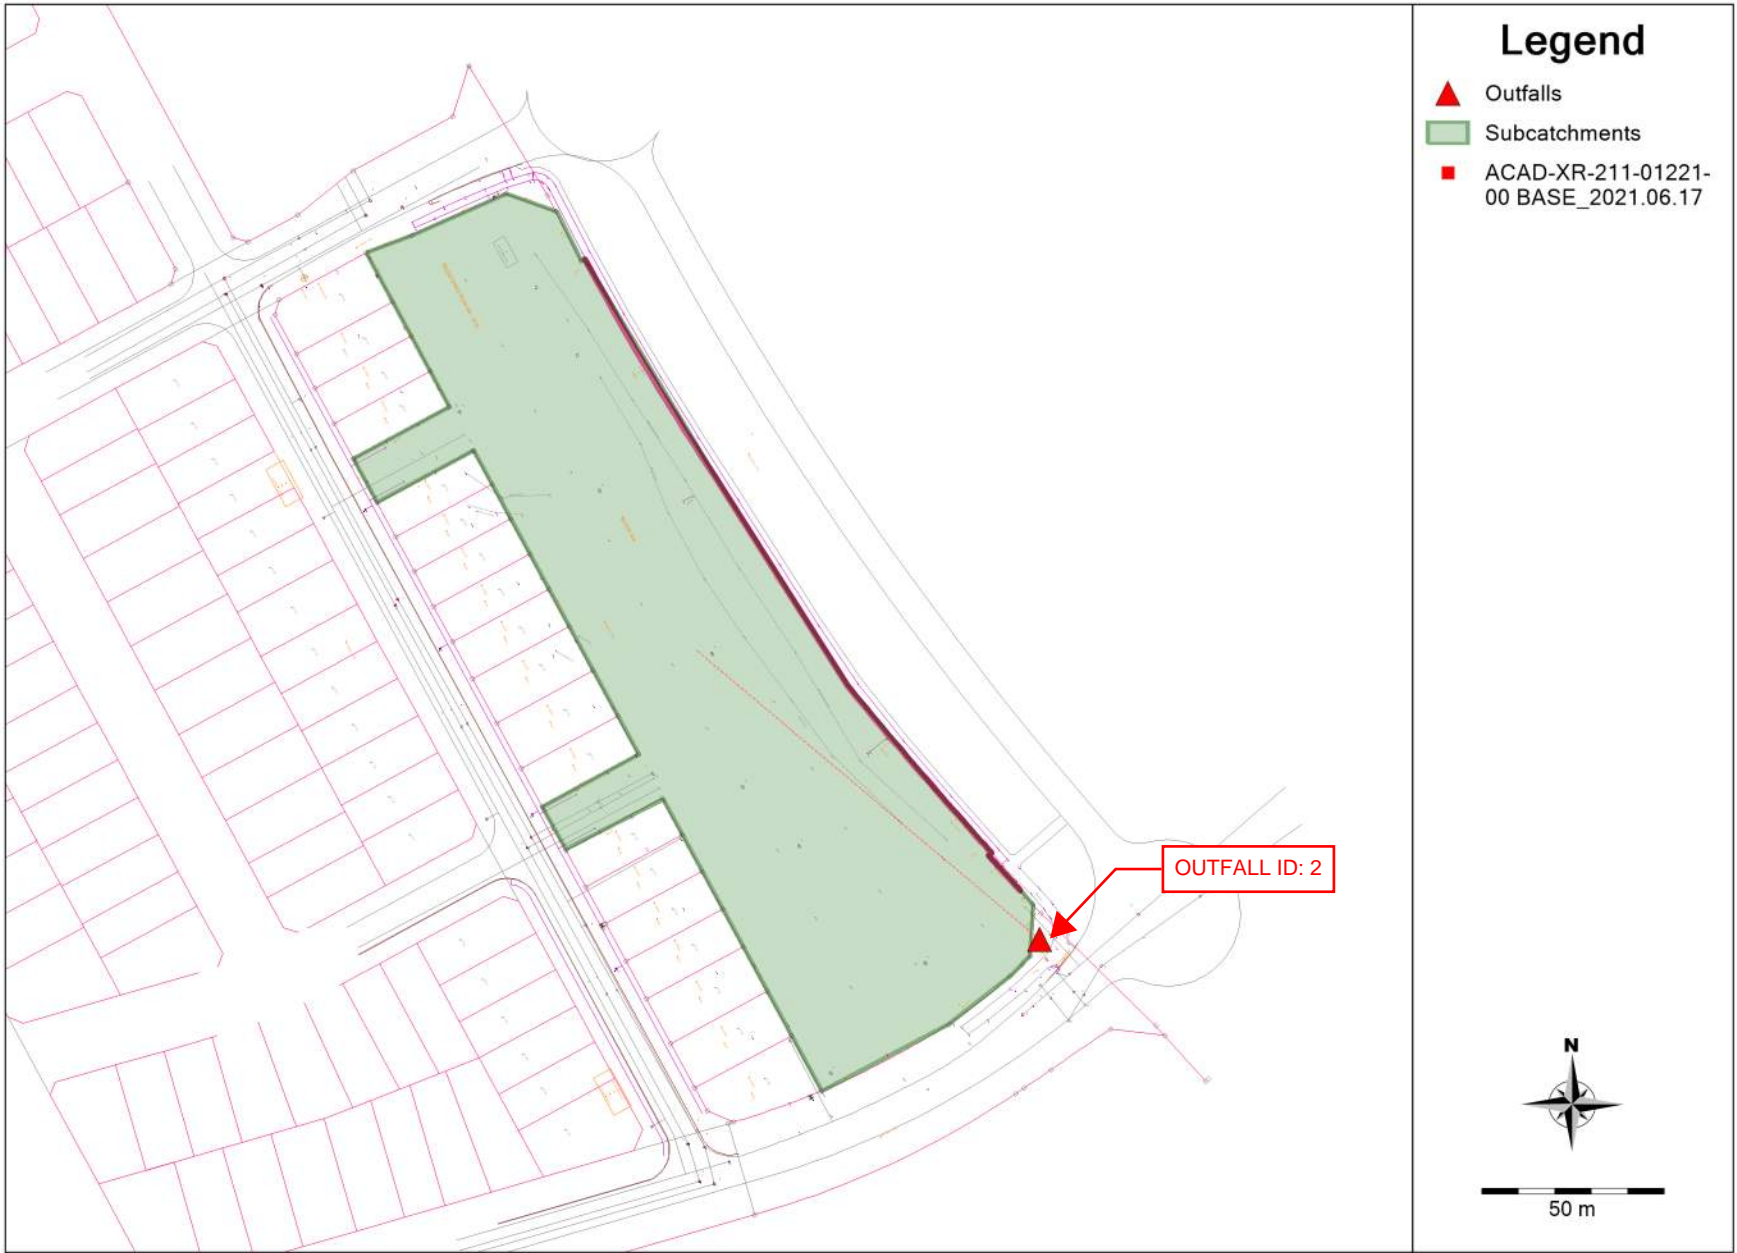 Legend
Outfalls
Subcatchments
ACAD-XR-211-01221-
00 BASE_2021.06.17
OUTFALL ID: 2
N
50 m